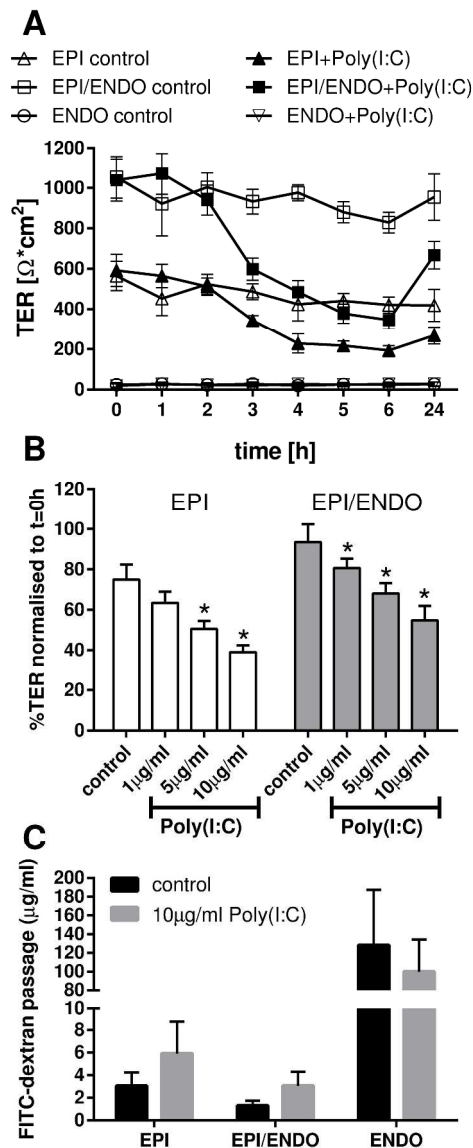 A
EPI control
EPI+Poly(I:C)
EPI/ENDO control
EPI/ENDO+Poly(I:C)
ENDO control
ENDO+Poly(I:C)
TER [Ω*cm²]
1200
1000
800
600
400
200
0
0 1 2 3 4 5 6 24
time [h]
B
%TER normalised to t=0h
120
100
80
60
40
20
0
EPI EPI/ENDO
* * * * *
control 1µg/ml 5µg/ml 10µg/ml control 1µg/ml 5µg/ml 10µg/ml
Poly(I:C) Poly(I:C)
C
FITC-dextran passage (µg/ml)
control
10µg/ml Poly(I:C)
200
180
160
140
120
100
80
10
8
6
4
2
0
EPI EPI/ENDO ENDO